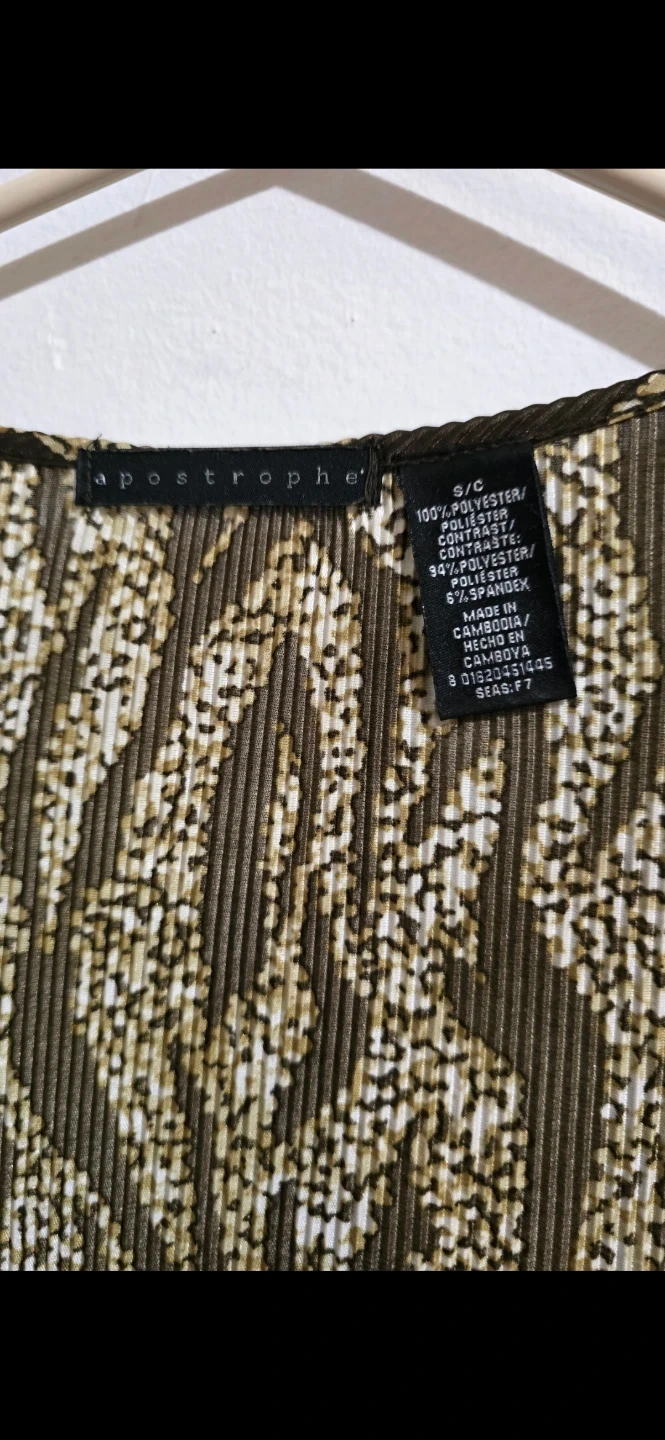 apostrophe'
S/C
100%POLYESTER/
POLIÉSTER
CONTRAST/
CONTRASTE:
94%POLYESTER/
POLIÉSTER
6%SPANDEX
MADE IN
CAMBODIA/
HECHO EN
CAMBOYA
8 01620451445
SEAS:F7